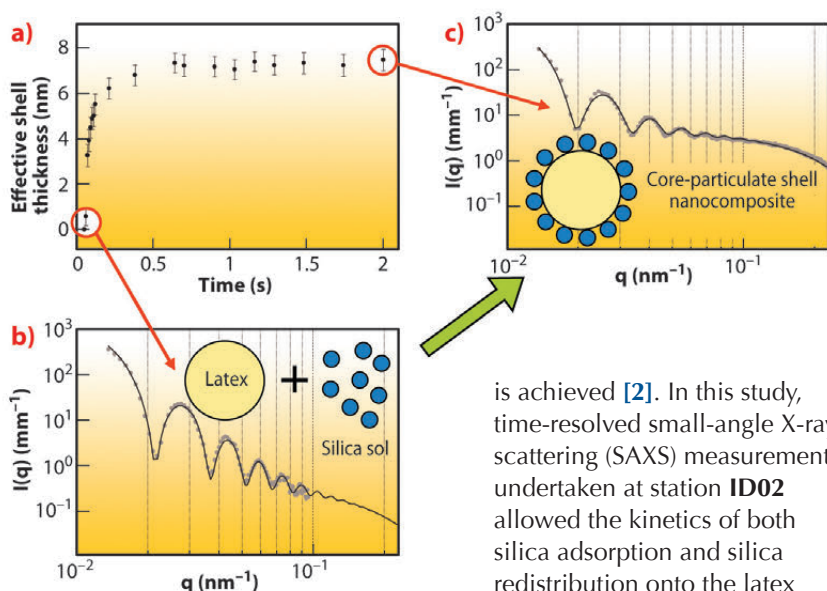 a)
Effective shell
thickness (nm)
8
6
4
2
0
0
0.5
1
1.5
2
Time (s)
c)
I(q) (mm⁻¹)
10³
10²
10¹
10⁰
10⁻¹
Core-particulate shell
nanocomposite
10⁻²
10⁻¹
q (nm⁻¹)
b)
I(q) (mm⁻¹)
10³
10²
10¹
10⁰
10⁻¹
Latex
+
Silica sol
10⁻²
10⁻¹
q (nm⁻¹)
is achieved [2]. In this study,
time-resolved small-angle X-ray
scattering (SAXS) measurement
undertaken at station ID02
allowed the kinetics of both
silica adsorption and silica
redistribution onto the latex